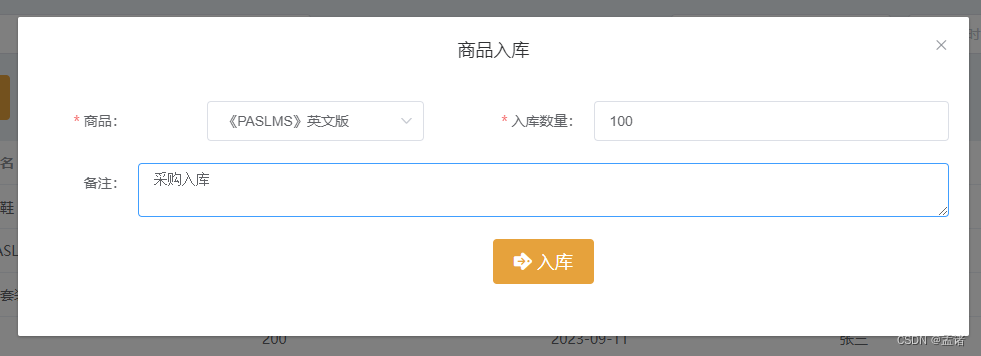 商品入库
时
* 商品：
《PASLMS》英文版
* 入库数量：
100
名
备注：
采购入库
鞋
ASL
入库
套
200
2023-09-11
张三
CSDN @孟诸